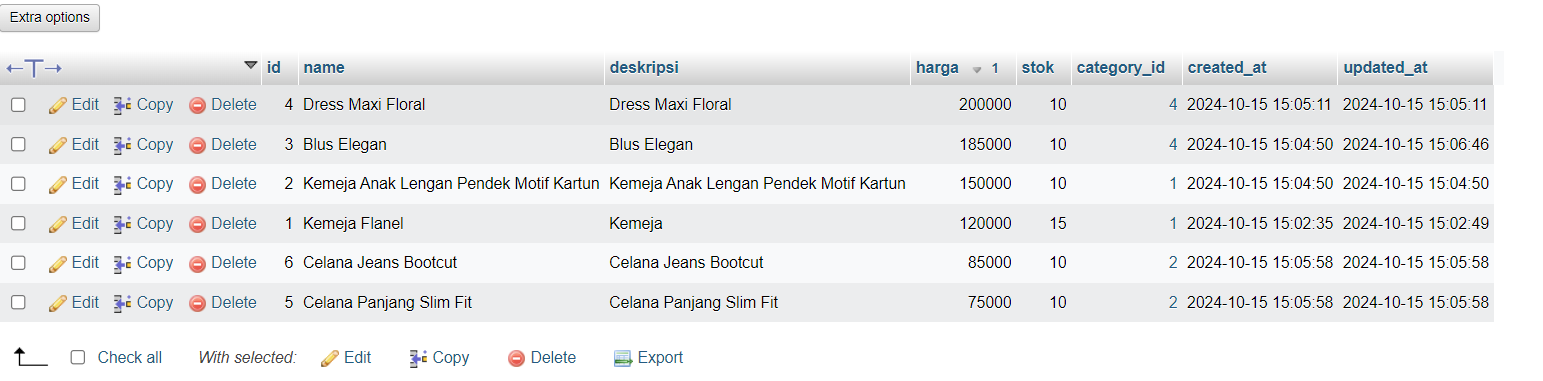 Extra options
id name deskripsi harga 1 stok category_id created_at updated_at
Edit Copy Delete 4 Dress Maxi Floral Dress Maxi Floral 200000 10 4 2024-10-15 15:05:11 2024-10-15 15:05:11
Edit Copy Delete 3 Blus Elegan Blus Elegan 185000 10 4 2024-10-15 15:04:50 2024-10-15 15:06:46
Edit Copy Delete 2 Kemeja Anak Lengan Pendek Motif Kartun Kemeja Anak Lengan Pendek Motif Kartun 150000 10 1 2024-10-15 15:04:50 2024-10-15 15:04:50
Edit Copy Delete 1 Kemeja Flanel Kemeja 120000 15 1 2024-10-15 15:02:35 2024-10-15 15:02:49
Edit Copy Delete 6 Celana Jeans Bootcut Celana Jeans Bootcut 85000 10 2 2024-10-15 15:05:58 2024-10-15 15:05:58
Edit Copy Delete 5 Celana Panjang Slim Fit Celana Panjang Slim Fit 75000 10 2 2024-10-15 15:05:58 2024-10-15 15:05:58
Check all With selected: Edit Copy Delete Export